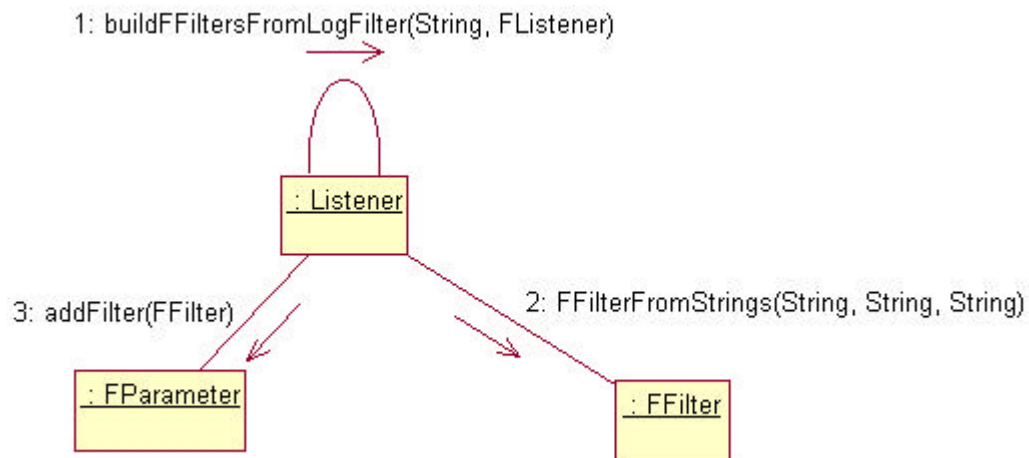 1: buildFFiltersFromLogFilter(String, FListener)
: Listener
3: addFilter(FFilter)
2: FFilterFromStrings(String, String, String)
: FParameter
: FFilter